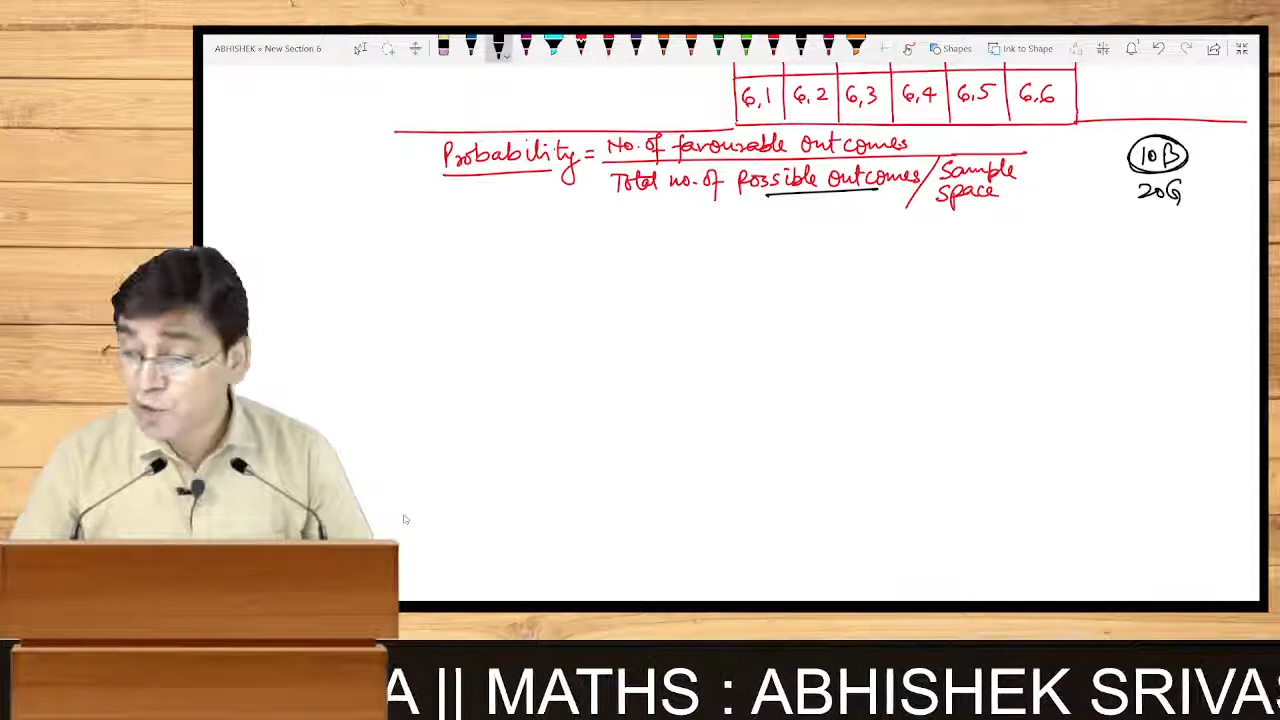 ABHISHEK = New Section 6
Shapes
Ink to Shape
6,1 6,2 6,3 6,4 6,5 6.6
Probability = No. of favourable outcomes
Total no. of possible outcomes / Sample space
10B
20G
A || MATHS : ABHISHEK SRIVAS